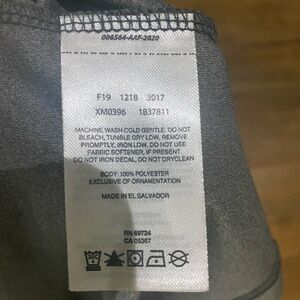 006564-AAF-2020
F19 1218 3017
XM0396 1837811
MACHINE WASH COLD GENTLE, DO NOT
BLEACH, TUMBLE DRY LOW, REMOVE
PROMPTLY, IRON LOW, DO NOT USE
FABRIC SOFTENER, IF PRESENT
DO NOT IRON DECAL, DO NOT DRYCLEAN
BODY: 100% POLYESTER
EXCLUSIVE OF ORNAMENTATION
MADE IN EL SALVADOR
RN 69724
CA 05367